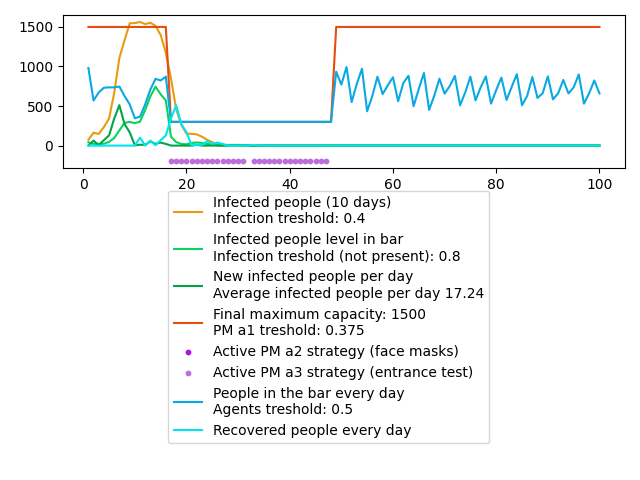 1500
1000
500
0
0
20
40
60
80
100
Infected people (10 days)
Infection treshold: 0.4
Infected people level in bar
Infection treshold (not present): 0.8
New infected people per day
Average infected people per day 17.24
Final maximum capacity: 1500
PM a1 treshold: 0.375
Active PM a2 strategy (face masks)
Active PM a3 strategy (entrance test)
People in the bar every day
Agents treshold: 0.5
Recovered people every day